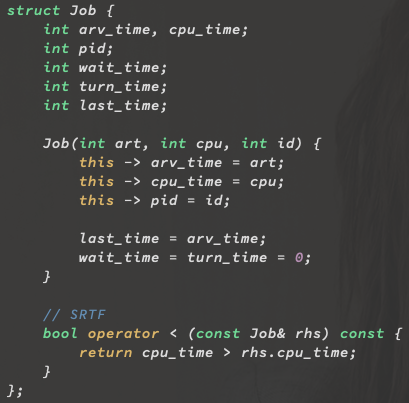 struct Job {
    int arv_time, cpu_time;
    int pid;
    int wait_time;
    int turn_time;
    int last_time;

    Job(int art, int cpu, int id) {
        this -> arv_time = art;
        this -> cpu_time = cpu;
        this -> pid = id;

        last_time = arv_time;
        wait_time = turn_time = 0;
    }

    // SRTF
    bool operator < (const Job& rhs) const {
        return cpu_time > rhs.cpu_time;
    }
};